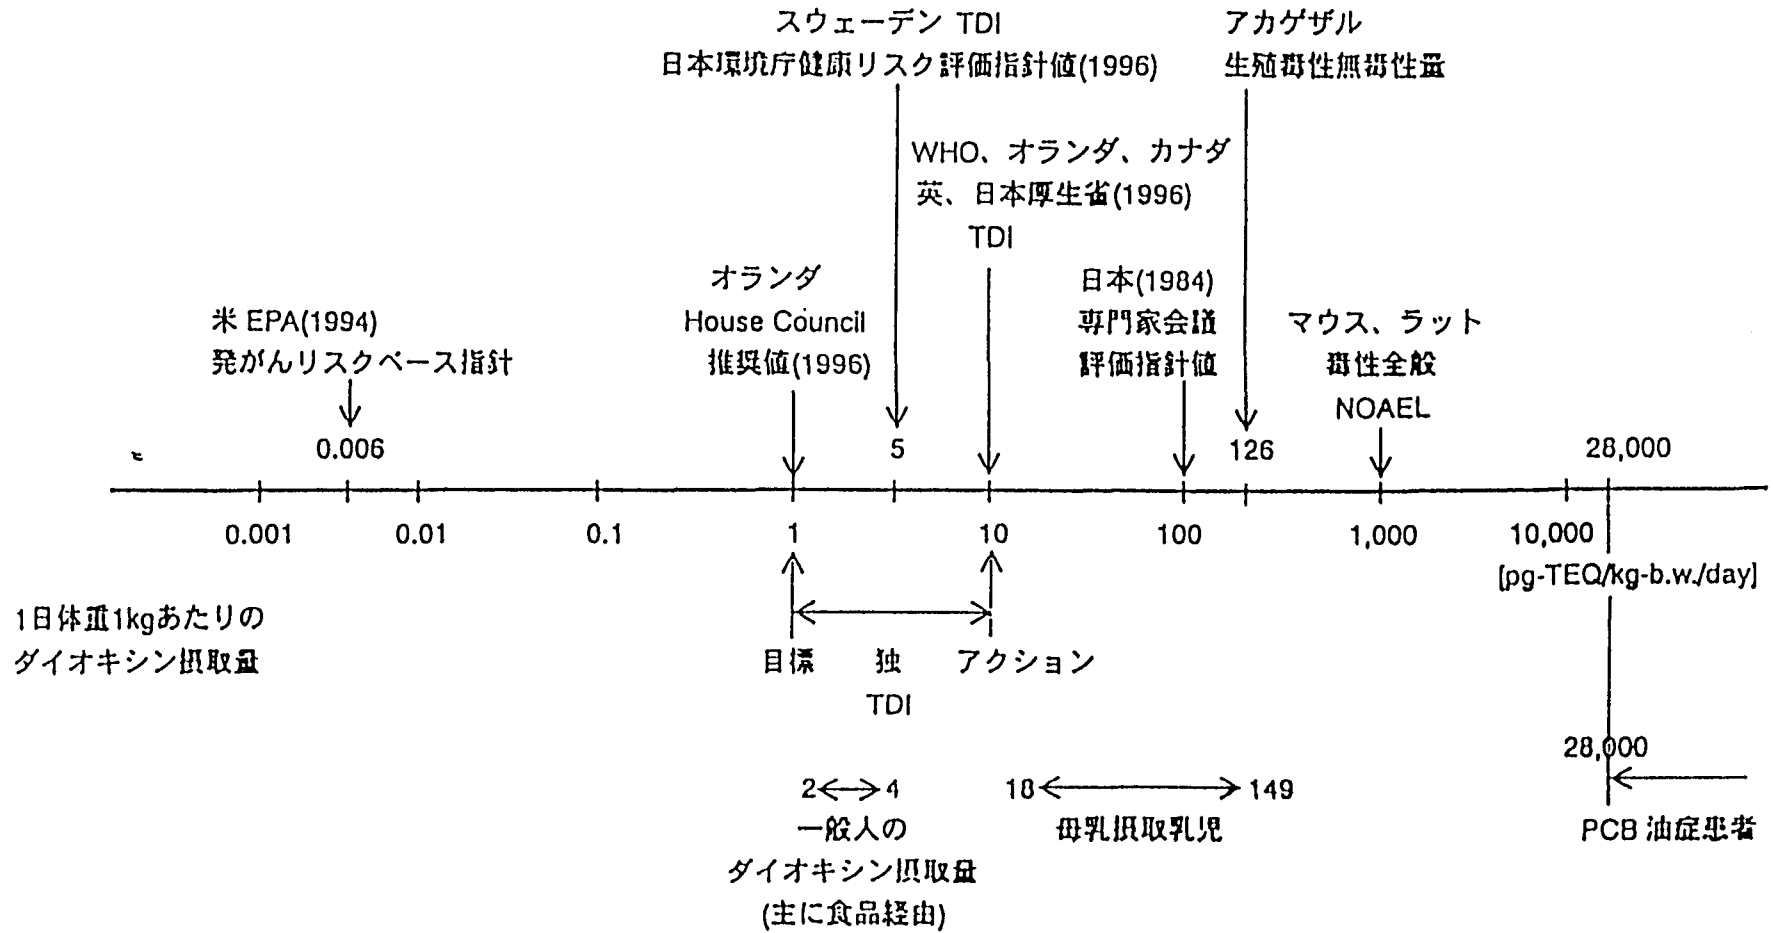 スウェーデン TDI
日本環境庁健康リスク評価指針値(1996)
アカゲザル
生殖毒性無毒性量
WHO、オランダ、カナダ
英、日本厚生省(1996)
TDI
オランダ
House Council
推奨値(1996)
日本(1984)
専門家会議
評価指針値
米 EPA(1994)
発がんリスクベース指針
マウス、ラット
毒性全般
NOAEL
0.006
5
126
28,000
0.001
0.01
0.1
1
10
100
1,000
10,000
[pg-TEQ/kg-b.w./day]
1日体重1kgあたりの
ダイオキシン摂取量
目標 独 アクション
TDI
28,000
2 4
一般人の
ダイオキシン摂取量
(主に食品経由)
18 149
母乳摂取乳児
PCB 油症患者